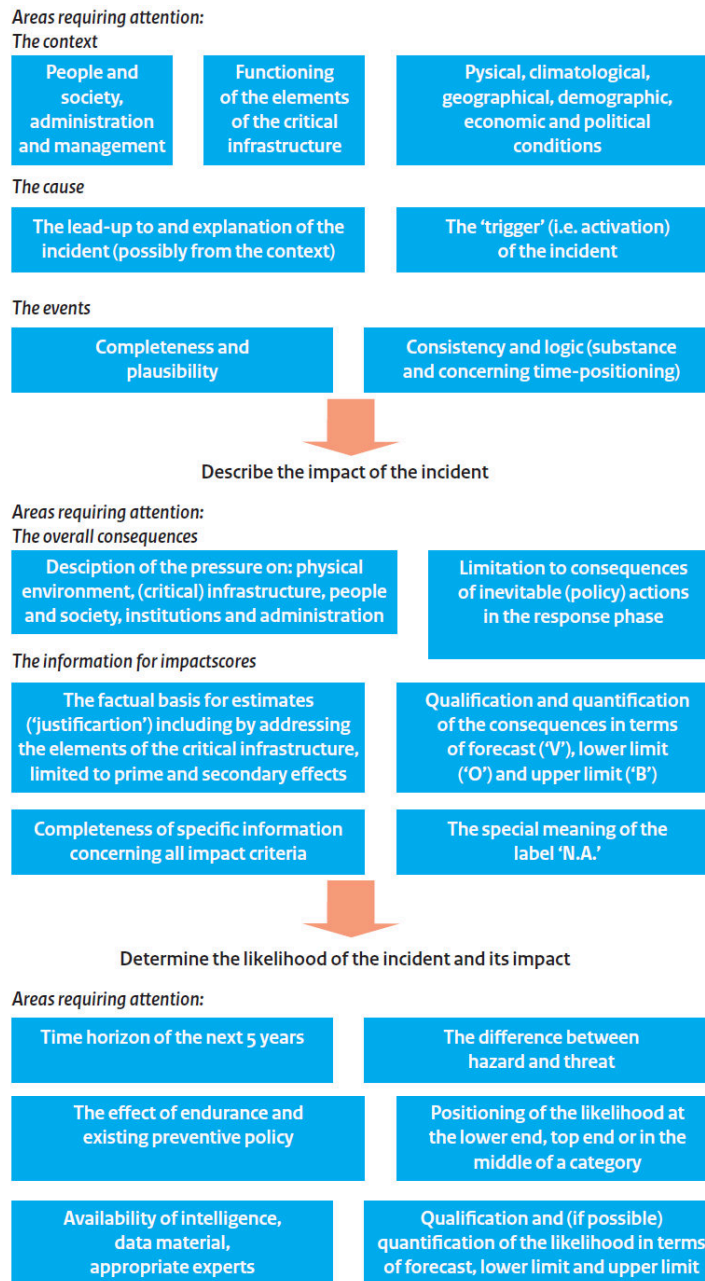 Areas requiring attention:
The context
People and
society,
administration
and management
Functioning
of the elements
of the critical
infrastructure
Pysical, climatological,
geographical, demographic,
economic and political
conditions
The cause
The lead-up to and explanation of the
incident (possibly from the context)
The ‘trigger’ (i.e. activation)
of the incident
The events
Completeness and
plausibility
Consistency and logic (substance
and concerning time-positioning)
Describe the impact of the incident
Areas requiring attention:
The overall consequences
Desciption of the pressure on: physical
environment, (critical) infrastructure, people
and society, institutions and administration
Limitation to consequences
of inevitable (policy) actions
in the response phase
The information for impactscores
The factual basis for estimates
(‘justificartion’) including by addressing
the elements of the critical infrastructure,
limited to prime and secondary effects
Qualification and quantification
of the consequences in terms
of forecast (‘V’), lower limit
(‘O’) and upper limit (‘B’)
Completeness of specific information
concerning all impact criteria
The special meaning of the
label ‘N.A.’
Determine the likelihood of the incident and its impact
Areas requiring attention:
Time horizon of the next 5 years
The difference between
hazard and threat
The effect of endurance and
existing preventive policy
Positioning of the likelihood at
the lower end, top end or in the
middle of a category
Availability of intelligence,
data material,
appropriate experts
Qualification and (if possible)
quantification of the likelihood in terms
of forecast, lower limit and upper limit